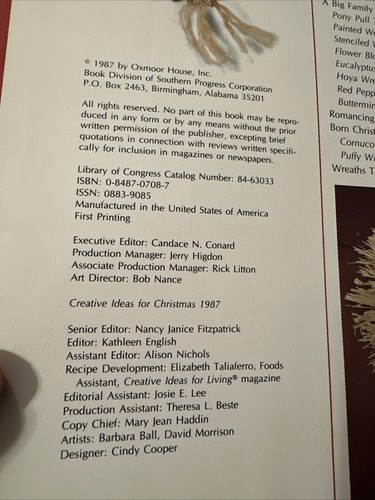 © 1987 by Oxmoor House, Inc.
Book Division of Southern Progress Corporation
P.O. Box 2463, Birmingham, Alabama 35201
All rights reserved. No part of this book may be repro-
duced in any form or by any means without the prior
written permission of the publisher, excepting brief
quotations in connection with reviews written specifi-
cally for inclusion in magazines or newspapers.
Library of Congress Catalog Number: 84-63033
ISBN: 0-8487-0708-7
ISSN: 0883-9085
Manufactured in the United States of America
First Printing
Executive Editor: Candace N. Conard
Production Manager: Jerry Higdon
Associate Production Manager: Rick Litton
Art Director: Bob Nance
Creative Ideas for Christmas 1987
Senior Editor: Nancy Janice Fitzpatrick
Editor: Kathleen English
Assistant Editor: Alison Nichols
Recipe Development: Elizabeth Taliaferro, Foods
Assistant, Creative Ideas for Living® magazine
Editorial Assistant: Josie E. Lee
Production Assistant: Theresa L. Beste
Copy Chief: Mary Jean Haddin
Artists: Barbara Ball, David Morrison
Designer: Cindy Cooper
A Big Family
Pony Pull
Painted
Stenciled
Flower
Eucalyptu
Hoya
Red Pepp
Buttermin
Romancing
Born Christ
Cornuco
Puffy
Wreaths